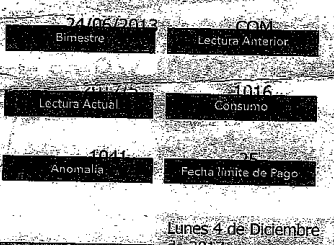 24/06/2013 COM
Bimestre Lectura Anterior
1016
Lectura Actual Consumo
1041 25
Anomalía Fecha límite de Pago
Lunes 4 de Diciembre